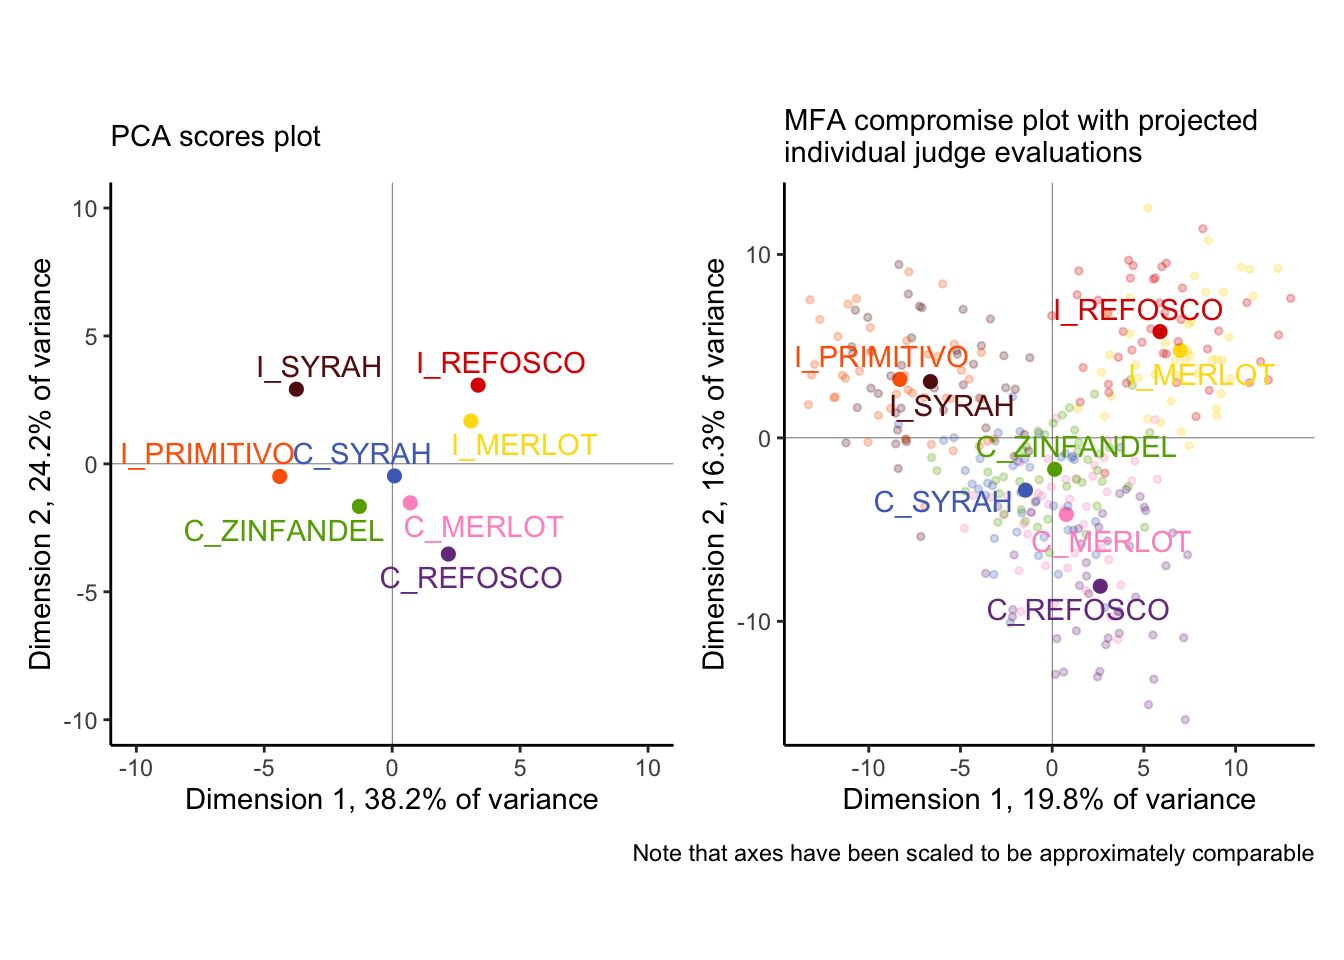 PCA scores plot
Dimension 2, 24.2% of variance
10
5
0
-5
-10
I_SYRAH
I_REFOSCO
I_MERLOT
I_PRIMITIVO
C_SYRAH
C_ZINFANDEL
C_MERLOT
C_REFOSCO
-10
-5
0
5
10
Dimension 1, 38.2% of variance
MFA compromise plot with projected
individual judge evaluations
Dimension 2, 16.3% of variance
10
0
-10
I_REFOSCO
I_PRIMITIVO
I_MERLOT
I_SYRAH
C_ZINFANDEL
C_SYRAH
C_MERLOT
C_REFOSCO
-10
-5
0
5
10
Dimension 1, 19.8% of variance
Note that axes have been scaled to be approximately comparable